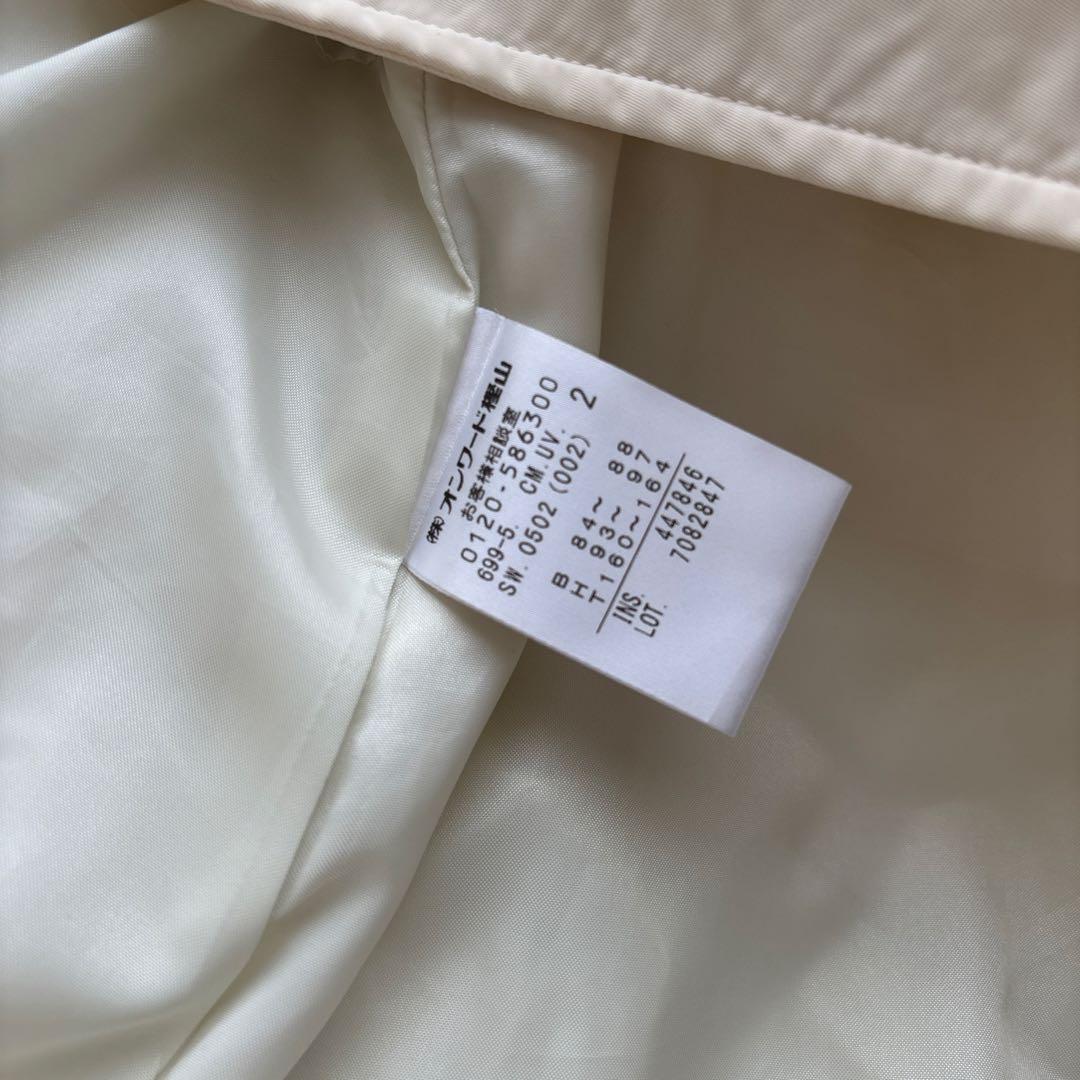 (株)オンワード樫山
お客様相談室
0120-586300
699-5. CM.UV.
SW. 0502 (002) 2
B 84~ 88
H 93~ 97
T160~164
INS. 447846
LOT. 7082847